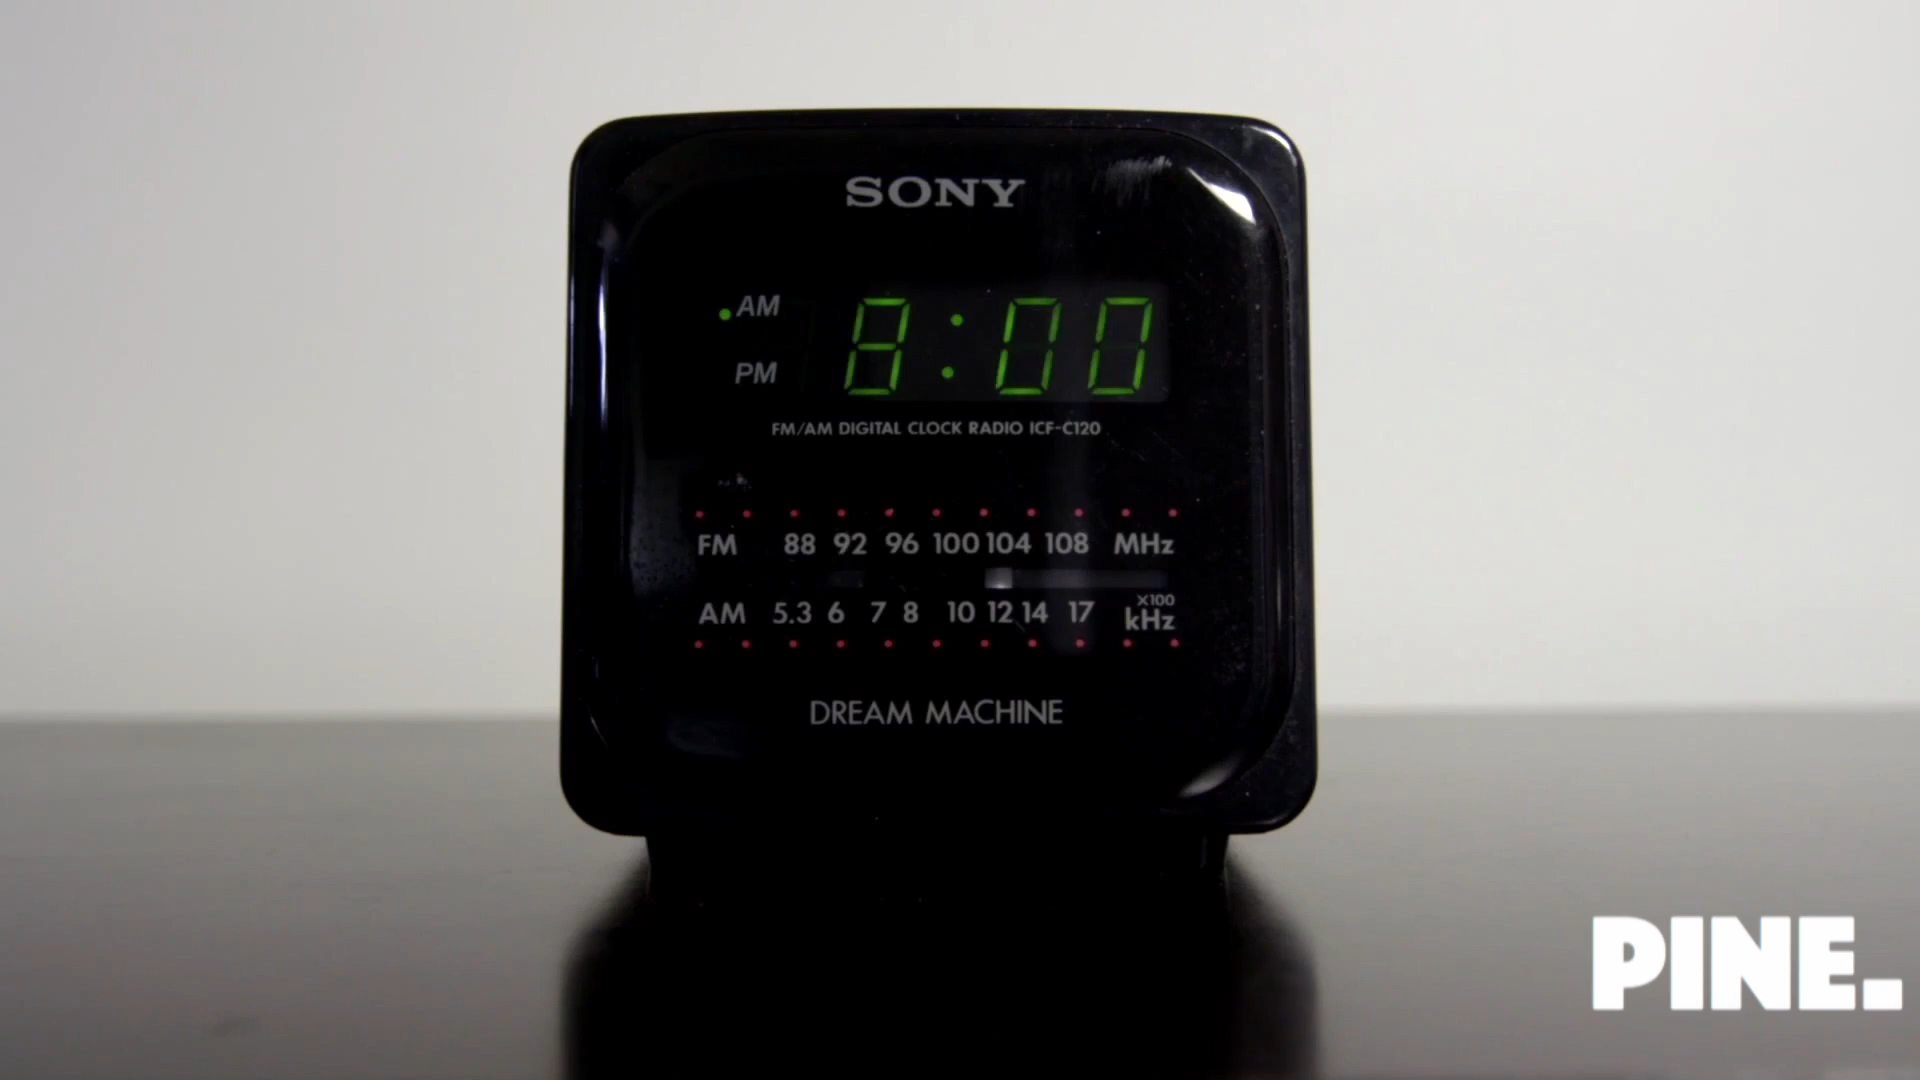 SONY
AM 8:00
PM
FM/AM DIGITAL CLOCK RADIO ICF-C120
FM 88 92 96 100 104 108 MHz
AM 5.3 6 7 8 10 12 14 17 ×100 kHz
DREAM MACHINE
PINE.